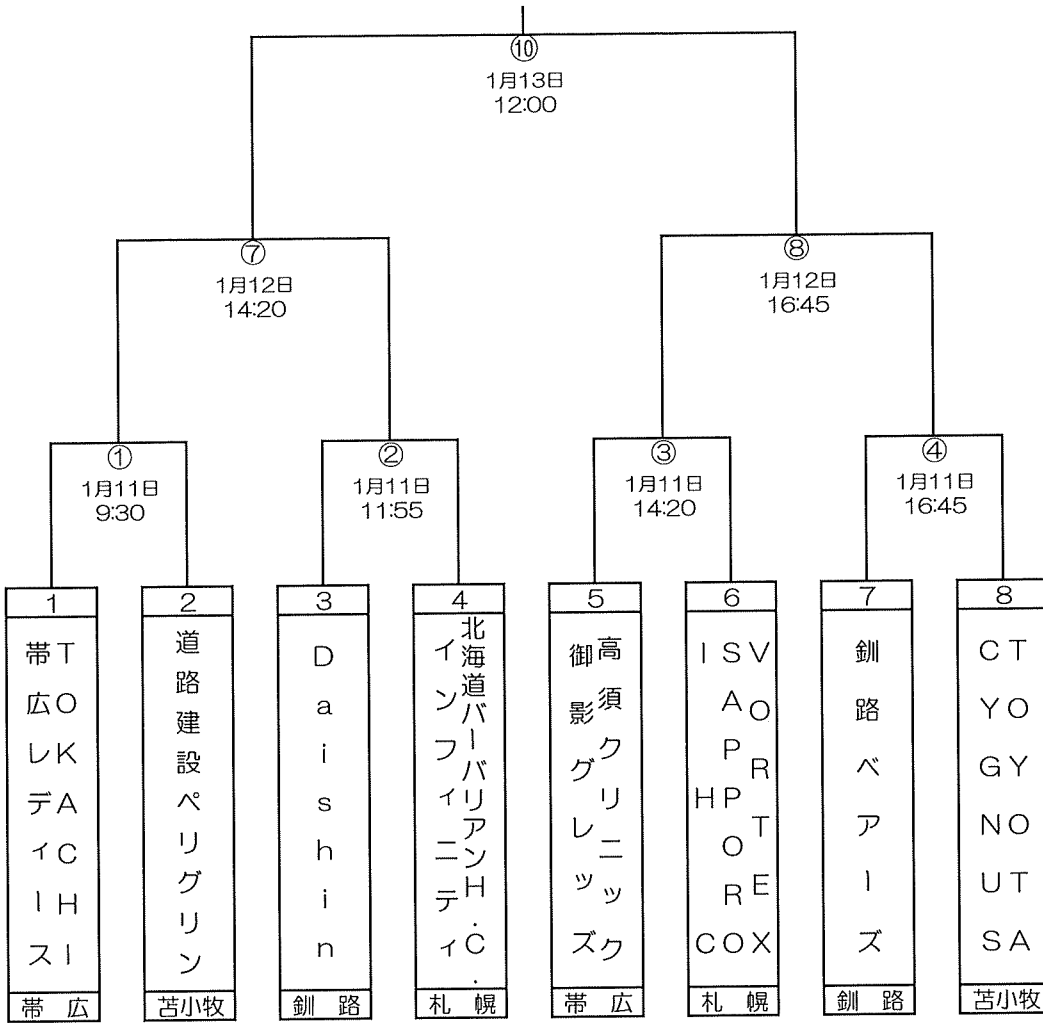 ⑩
1月13日
12:00
⑦
1月12日
14:20
⑧
1月12日
16:45
①
1月11日
9:30
②
1月11日
11:55
③
1月11日
14:20
④
1月11日
16:45
1
TOKACHI
帯広レディース
帯広
2
道路建設ペリグリン
苫小牧
3
Daishin
釧路
4
北海道バーバリアンH.C.
インフィニティ
札幌
5
高須クリニック
御影グレッズ
帯広
6
VORTEX
SAPPORO
IHC
札幌
7
釧路ベアーズ
釧路
8
TOYOTA
CYGNUS
苫小牧